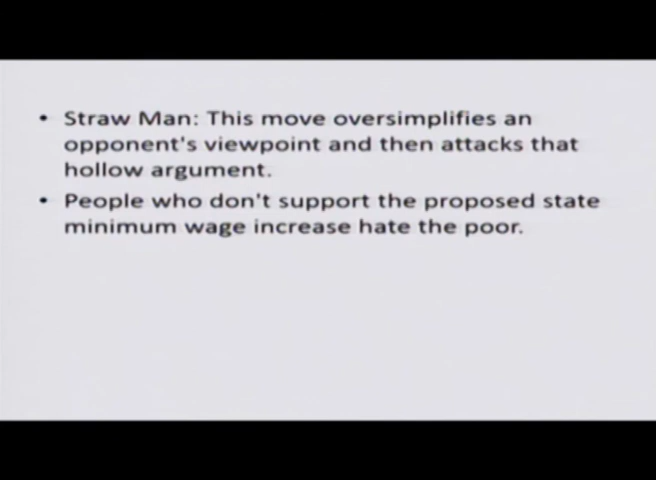 • Straw Man: This move oversimplifies an
opponent's viewpoint and then attacks that
hollow argument.
• People who don't support the proposed state
minimum wage increase hate the poor.